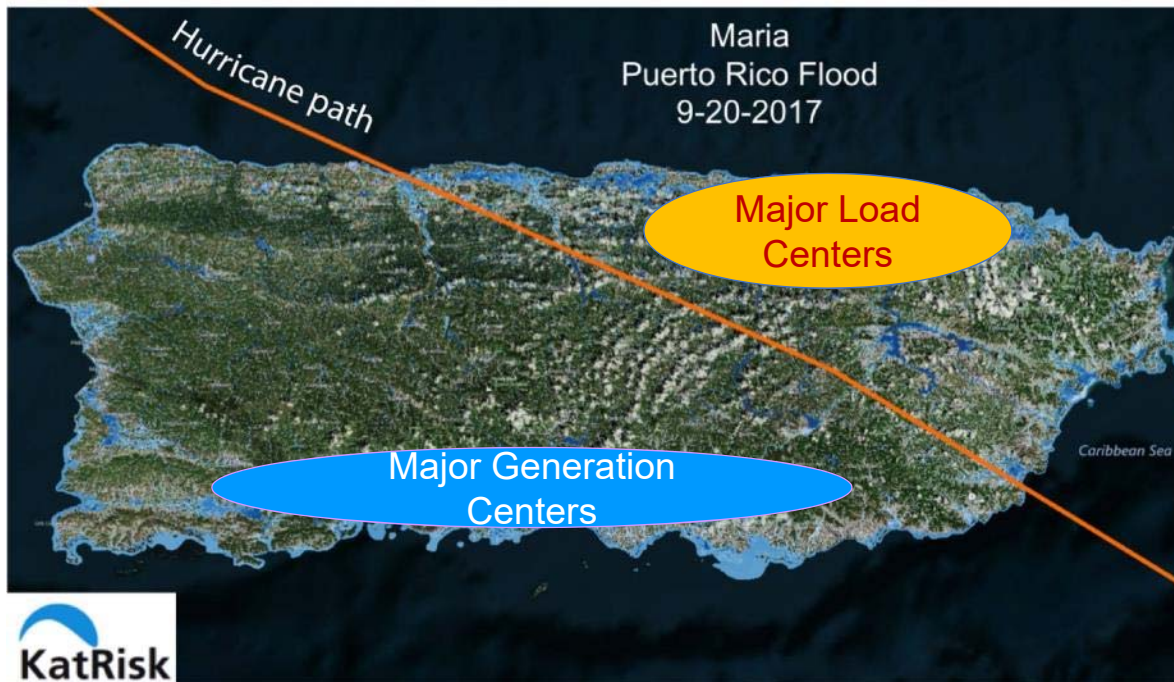 Maria
Puerto Rico Flood
9-20-2017
Hurricane path
Major Load
Centers
Major Generation
Centers
Caribbean Sea
KatRisk